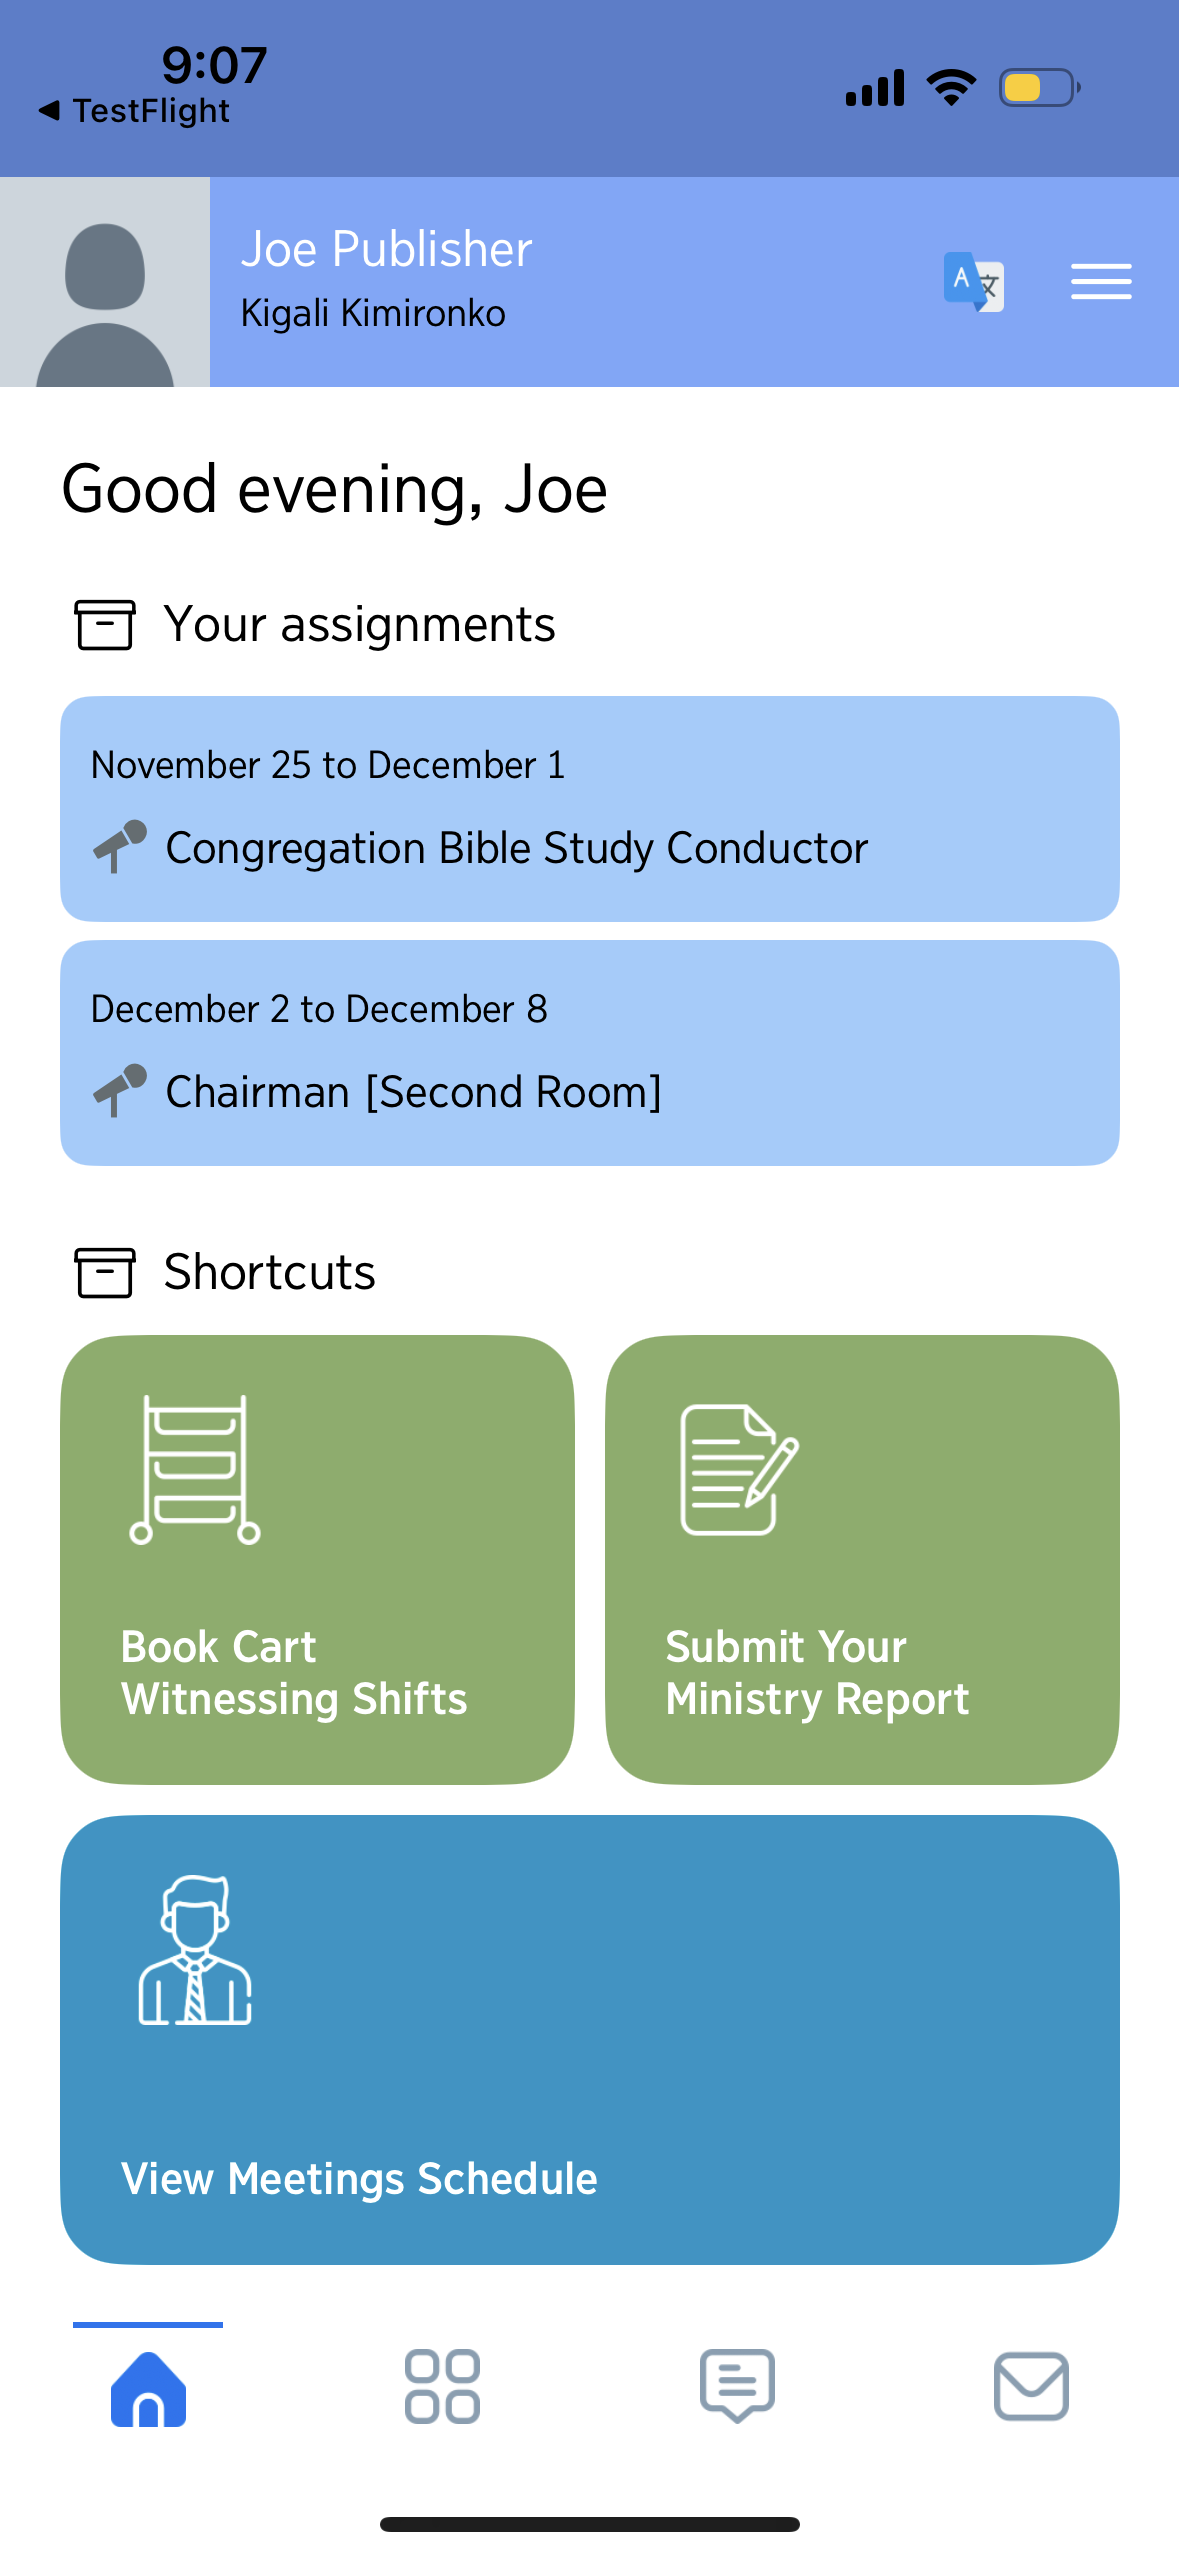 9:07
◀ TestFlight
Joe Publisher
Kigali Kimironko
A 文
Good evening, Joe
Your assignments
November 25 to December 1
Congregation Bible Study Conductor
December 2 to December 8
Chairman [Second Room]
Shortcuts
Book Cart
Witnessing Shifts
Submit Your
Ministry Report
View Meetings Schedule